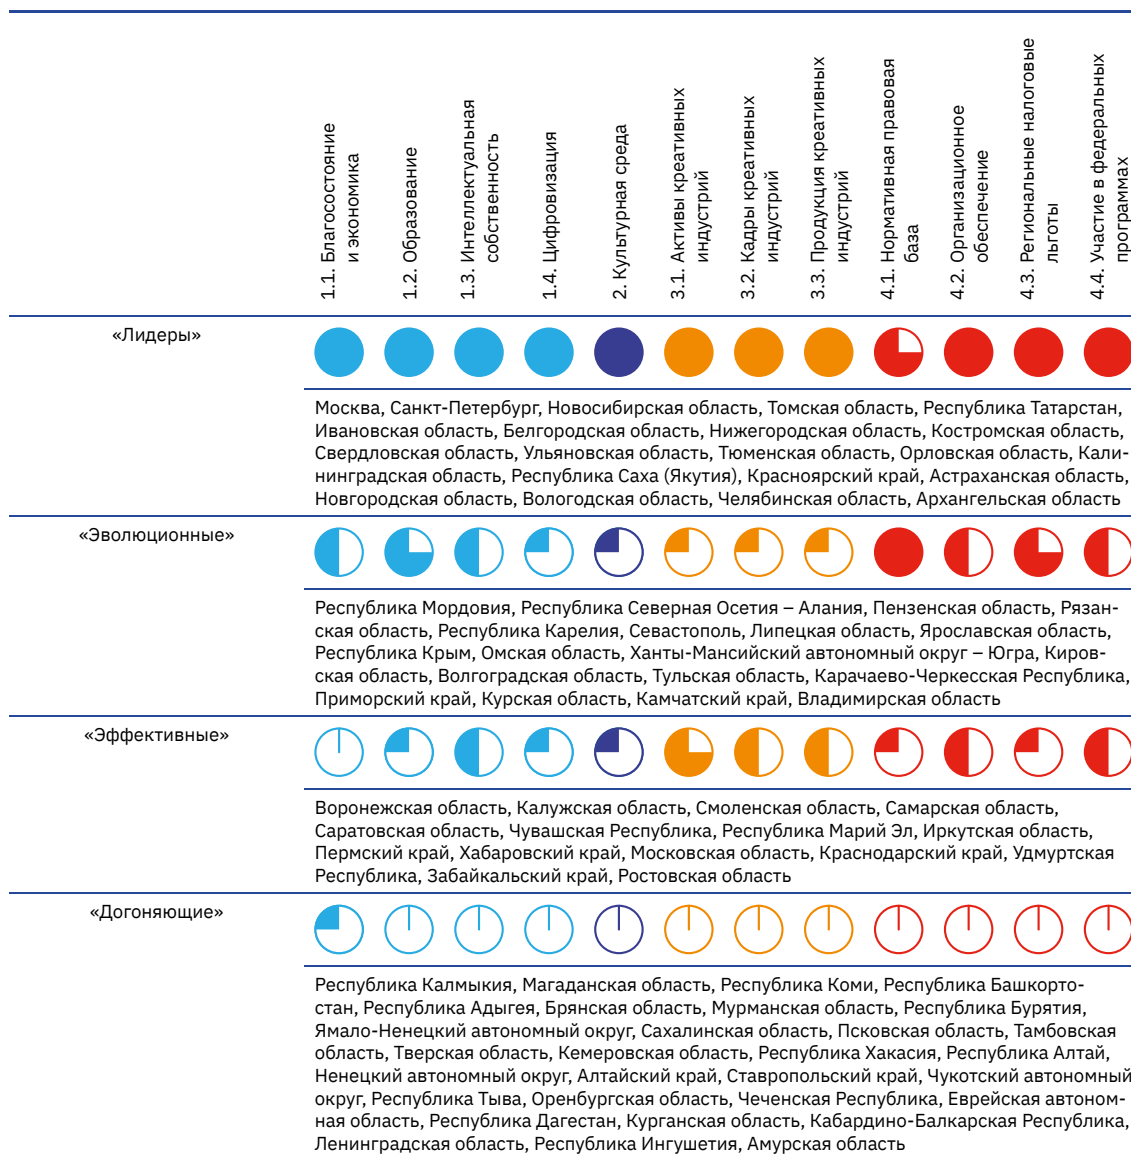 1.1. Благосостояние
и экономика
1.2. Образование
1.3. Интеллектуальная
собственность
1.4. Цифровизация
2. Культурная среда
3.1. Активы креативных
индустрий
3.2. Кадры креативных
индустрий
3.3. Продукция креативных
индустрий
4.1. Нормативная правовая
база
4.2. Организационное
обеспечение
4.3. Региональные налоговые
льготы
4.4. Участие в федеральных
программах
«Лидеры»
Москва, Санкт-Петербург, Новосибирская область, Томская область, Республика Татарстан,
Ивановская область, Белгородская область, Нижегородская область, Костромская область,
Свердловская область, Ульяновская область, Тюменская область, Орловская область, Кали-
нинградская область, Республика Саха (Якутия), Красноярский край, Астраханская область,
Новгородская область, Вологодская область, Челябинская область, Архангельская область
«Эволюционные»
Республика Мордовия, Республика Северная Осетия – Алания, Пензенская область, Рязан-
ская область, Республика Карелия, Севастополь, Липецкая область, Ярославская область,
Республика Крым, Омская область, Ханты-Мансийский автономный округ – Югра, Киров-
ская область, Волгоградская область, Тульская область, Карачаево-Черкесская Республика,
Приморский край, Курская область, Камчатский край, Владимирская область
«Эффективные»
Воронежская область, Калужская область, Смоленская область, Самарская область,
Саратовская область, Чувашская Республика, Республика Марий Эл, Иркутская область,
Пермский край, Хабаровский край, Московская область, Краснодарский край, Удмуртская
Республика, Забайкальский край, Ростовская область
«Догоняющие»
Республика Калмыкия, Магаданская область, Республика Коми, Республика Башкорто-
стан, Республика Адыгея, Брянская область, Мурманская область, Республика Бурятия,
Ямало-Ненецкий автономный округ, Сахалинская область, Псковская область, Тамбовская
область, Тверская область, Кемеровская область, Республика Хакасия, Республика Алтай,
Ненецкий автономный округ, Алтайский край, Ставропольский край, Чукотский автономный
округ, Республика Тыва, Оренбургская область, Чеченская Республика, Еврейская автоном-
ная область, Республика Дагестан, Курганская область, Кабардино-Балкарская Республика,
Ленинградская область, Республика Ингушетия, Амурская область